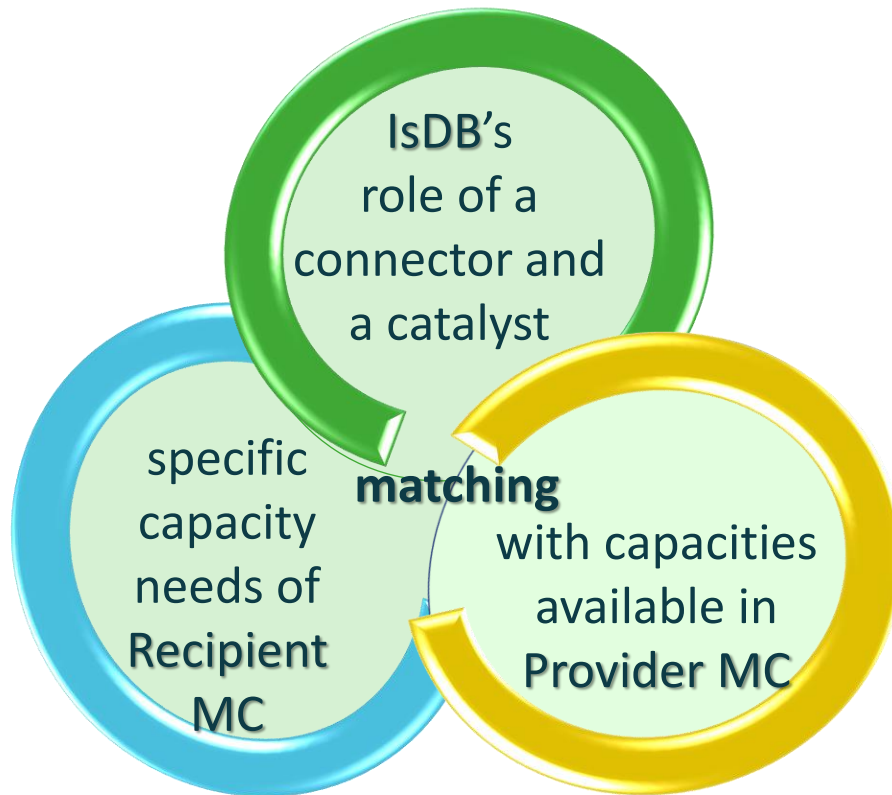 IsDB’s
role of a
connector and
a catalyst
matching
specific
capacity
needs of
Recipient
MC
with capacities
available in
Provider MC